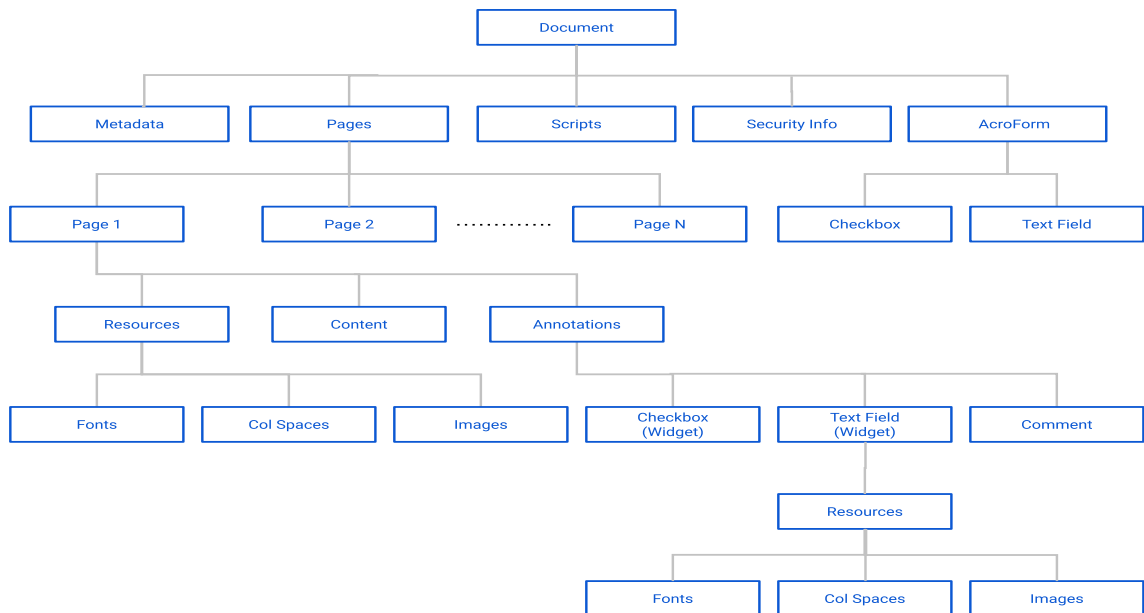 Document
Metadata
Pages
Scripts
Security Info
AcroForm
Page 1
Page 2
............
Page N
Checkbox
Text Field
Resources
Content
Annotations
Fonts
Col Spaces
Images
Checkbox
(Widget)
Text Field
(Widget)
Comment
Resources
Fonts
Col Spaces
Images